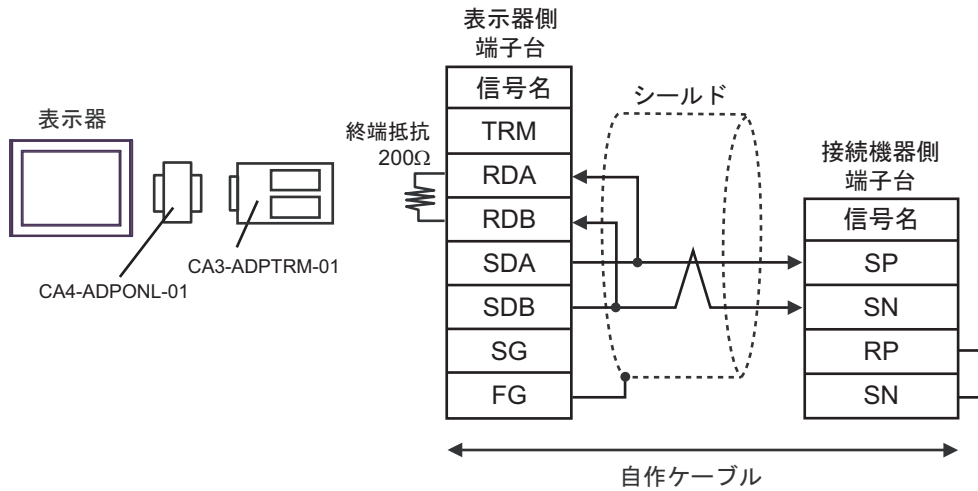 表示器
CA4-ADPONL-01
CA3-ADPTRM-01
終端抵抗
200Ω
表示器側
端子台
信号名
TRM
RDA
RDB
SDA
SDB
SG
FG
シールド
接続機器側
端子台
信号名
SP
SN
RP
SN
自作ケーブル